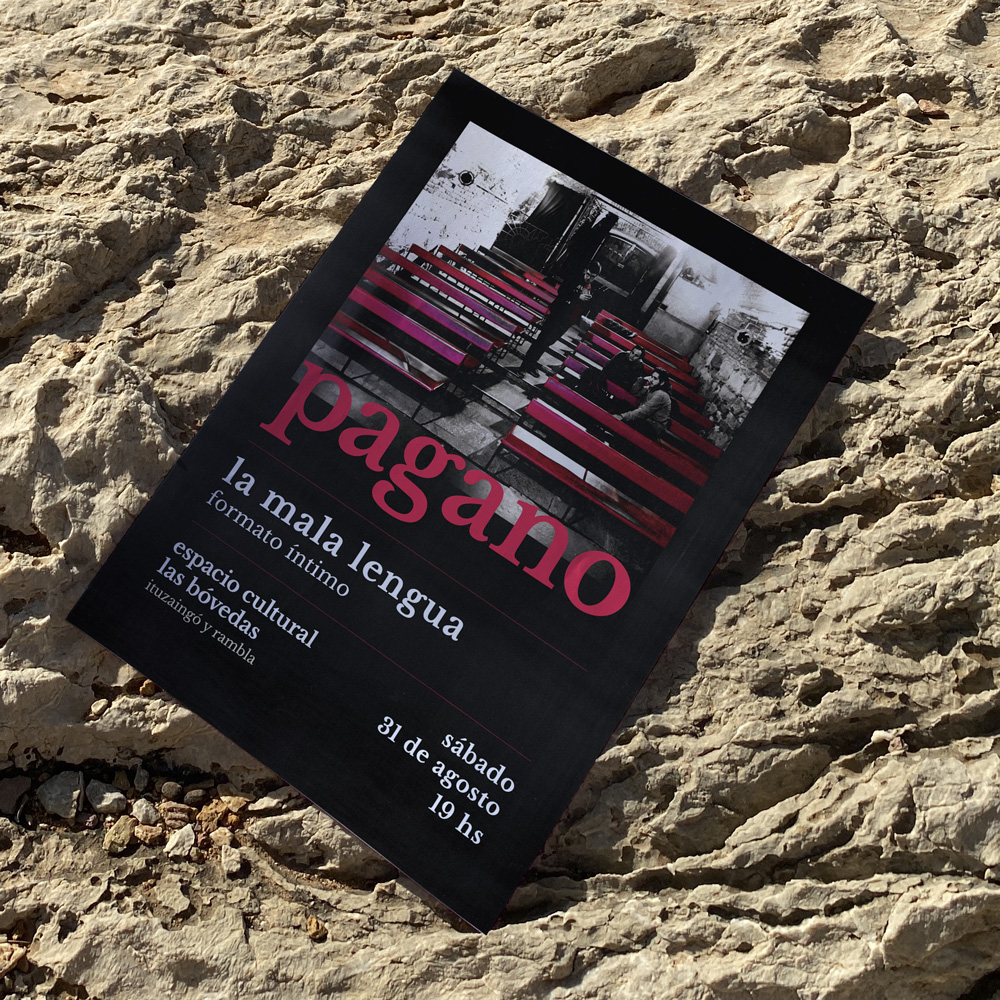 pagano
la mala lengua
formato íntimo
espacio cultural
las bóvedas
ituzaingó y rambla
sábado
31 de agosto
19 hs